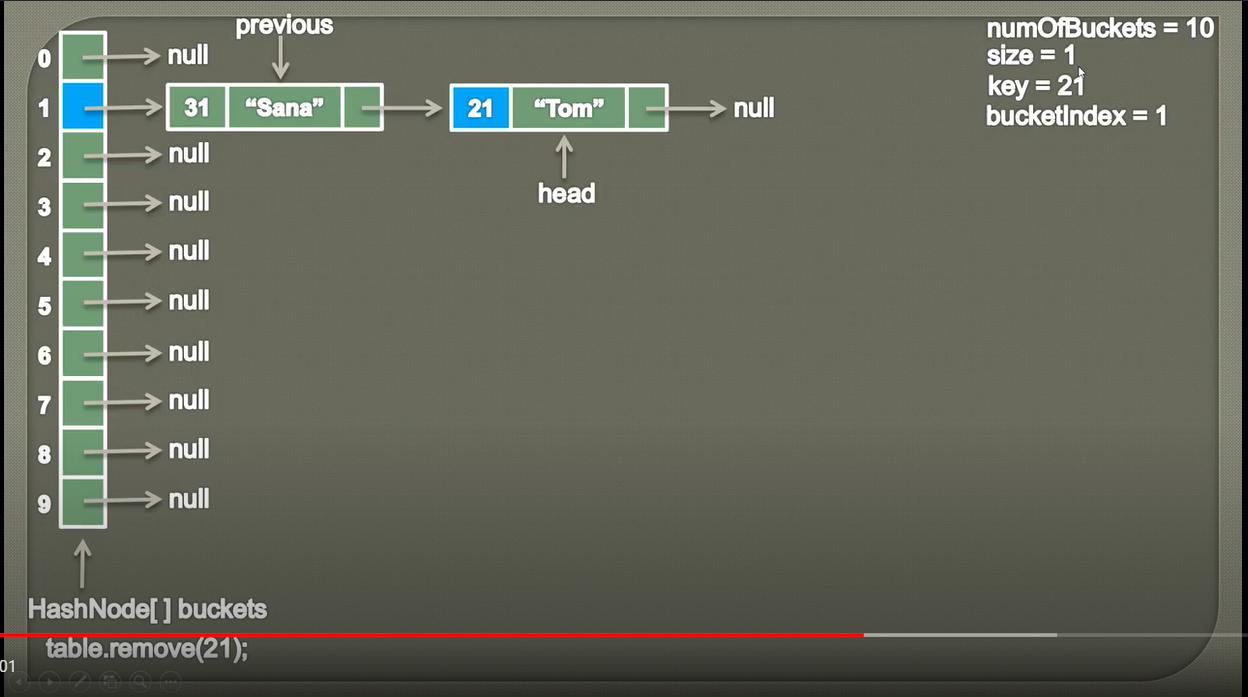 previous
numOfBuckets = 10
0 null
size = 1
key = 21
1 31 “Sana” 21 “Tom” null
bucketIndex = 1
2 null
head
3 null
4 null
5 null
6 null
7 null
8 null
9 null
HashNode[ ] buckets
table.remove(21);
01